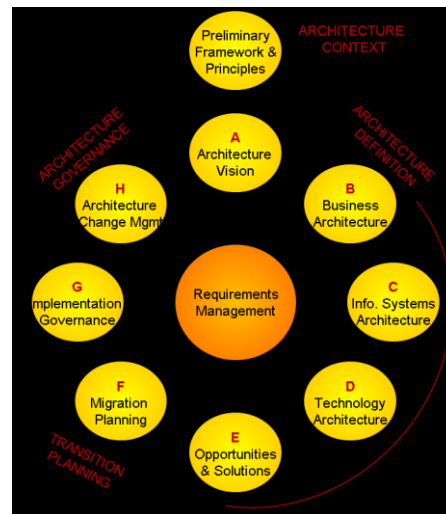 Preliminary
Framework &
Principles
ARCHITECTURE
CONTEXT
A
Architecture
Vision
ARCHITECTURE
DEFINITION
B
Business
Architecture
C
Info. Systems
Architecture
D
Technology
Architecture
E
Opportunities
& Solutions
TRANSITION
PLANNING
F
Migration
Planning
G
mplementation
Governance
ARCHITECTURE
GOVERNANCE
H
Architecture
Change Mgmt
Requirements
Management